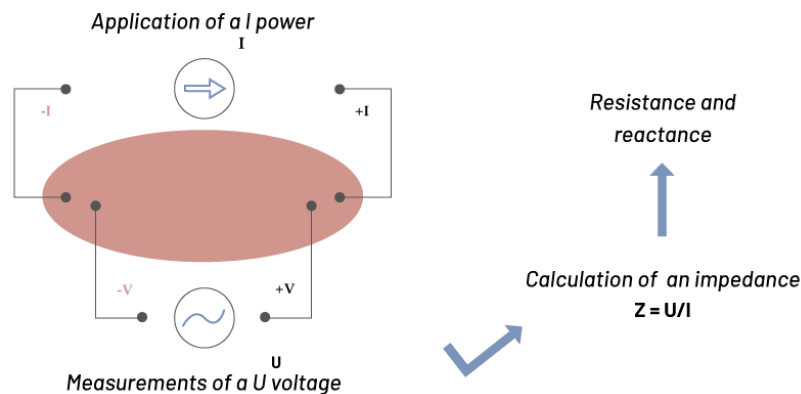 Application of a I power
I
-I
+I
-V
+V
U
Measurements of a U voltage
Resistance and
reactance
Calculation of an impedance
Z = U/I